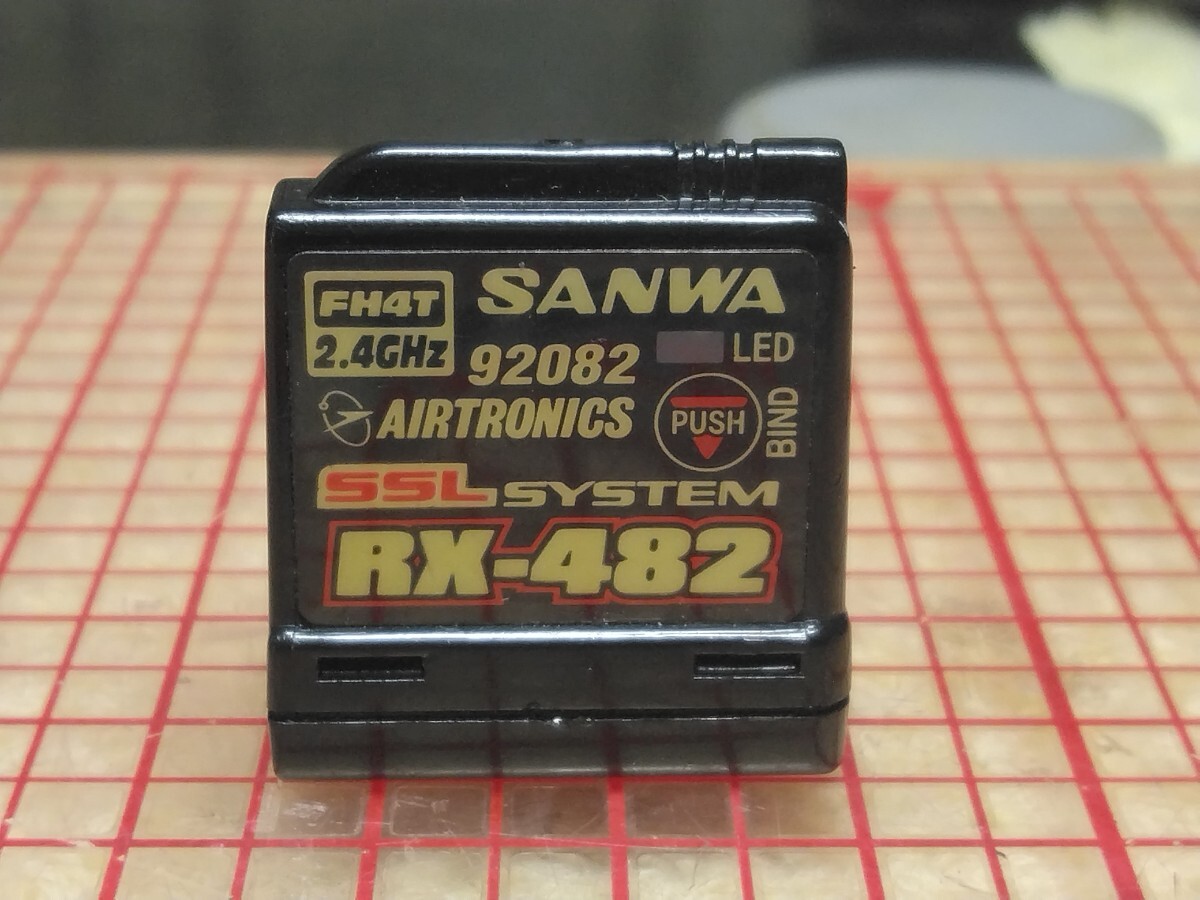 FH4T
2.4GHz
SANWA
92082
LED
AIRTRONICS
PUSH
BIND
SSL SYSTEM
RX-482